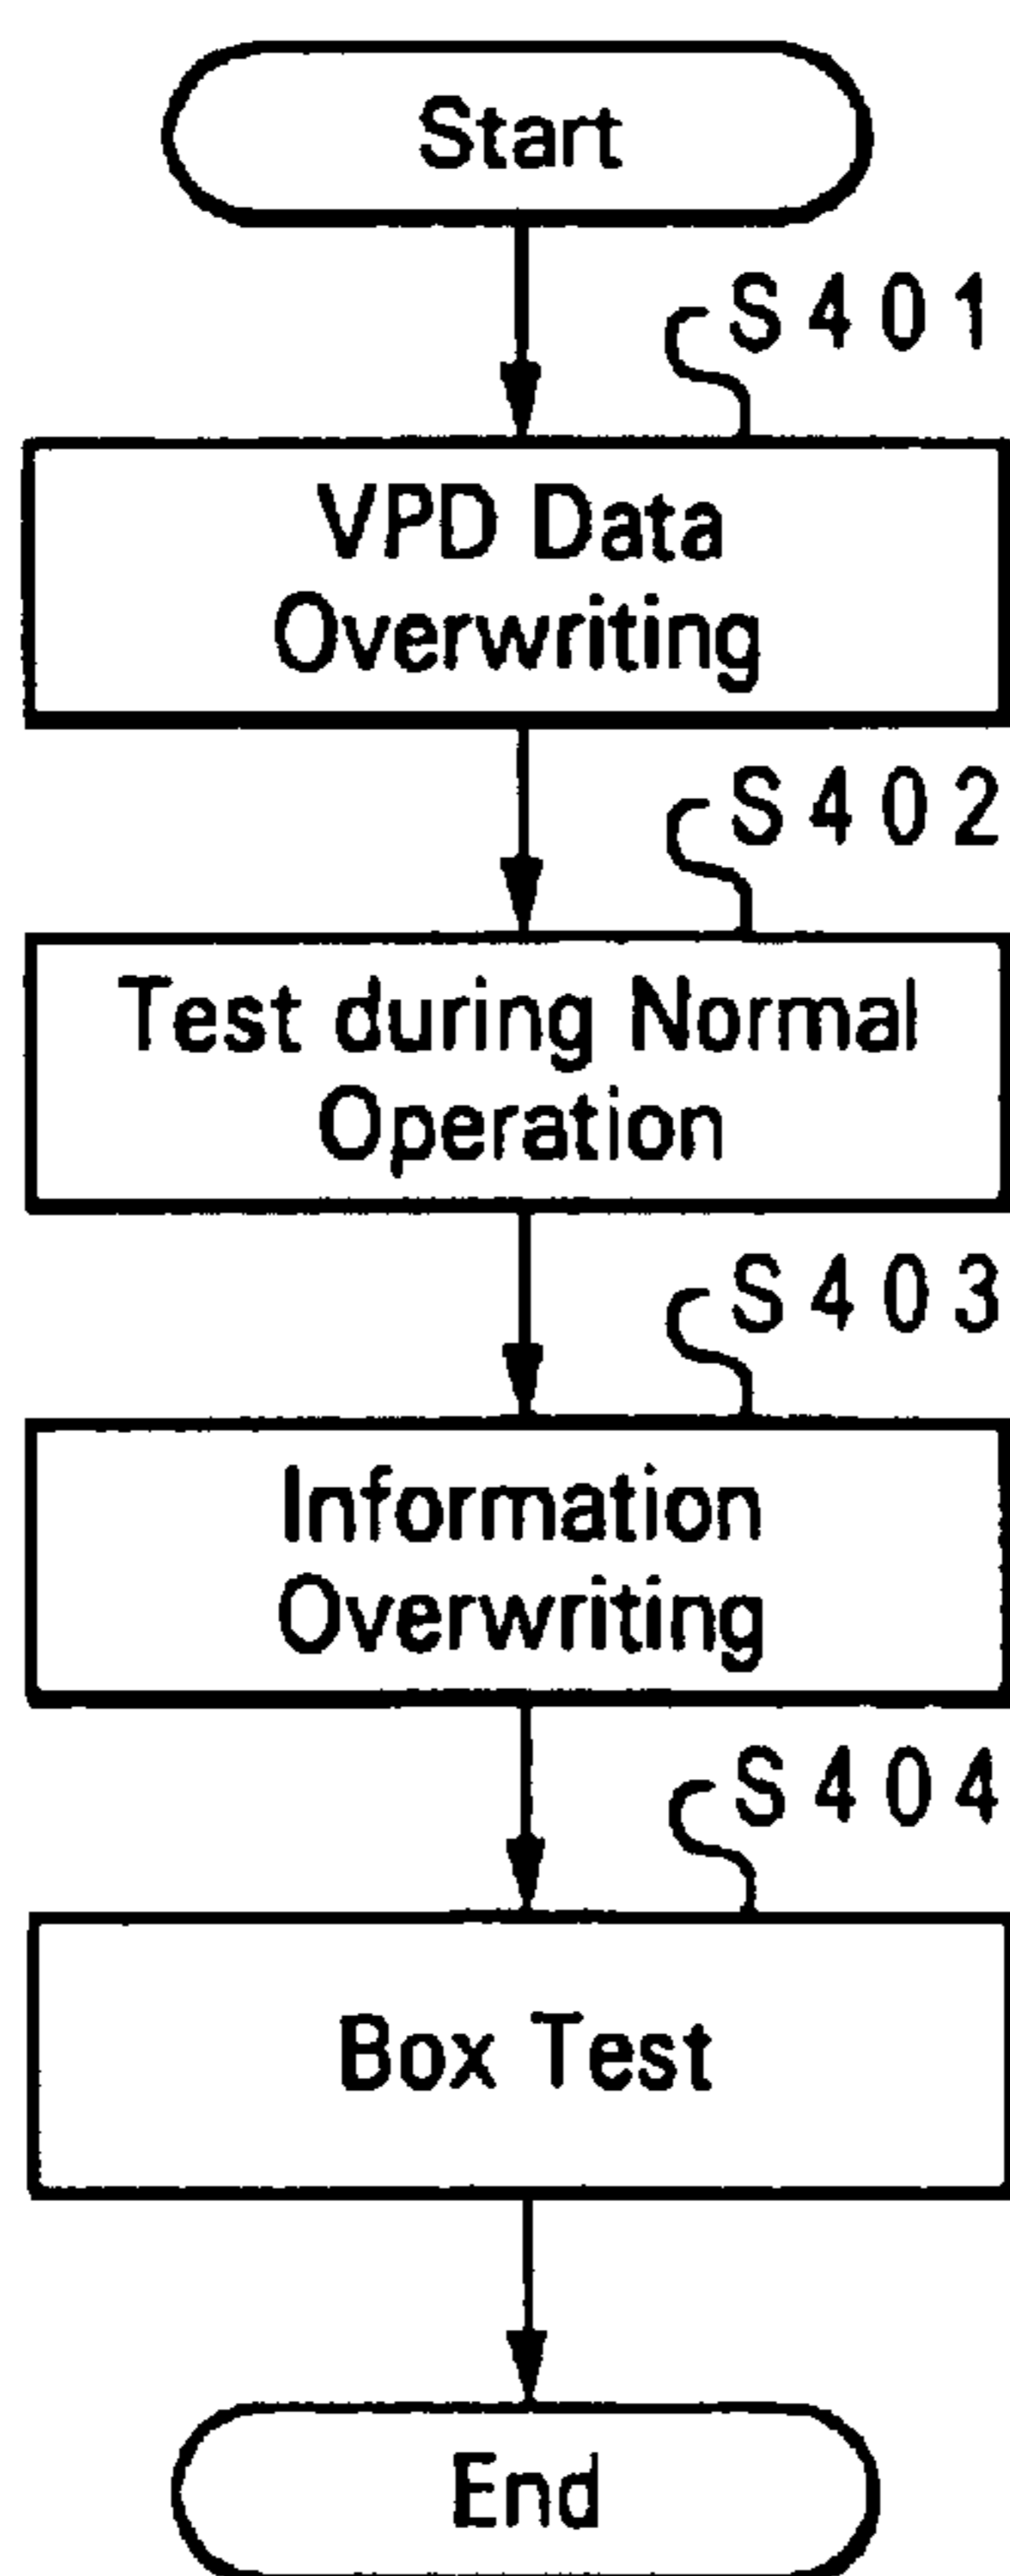 Start
S401
VPD Data
Overwriting
S402
Test during Normal
Operation
S403
Information
Overwriting
S404
Box Test
End